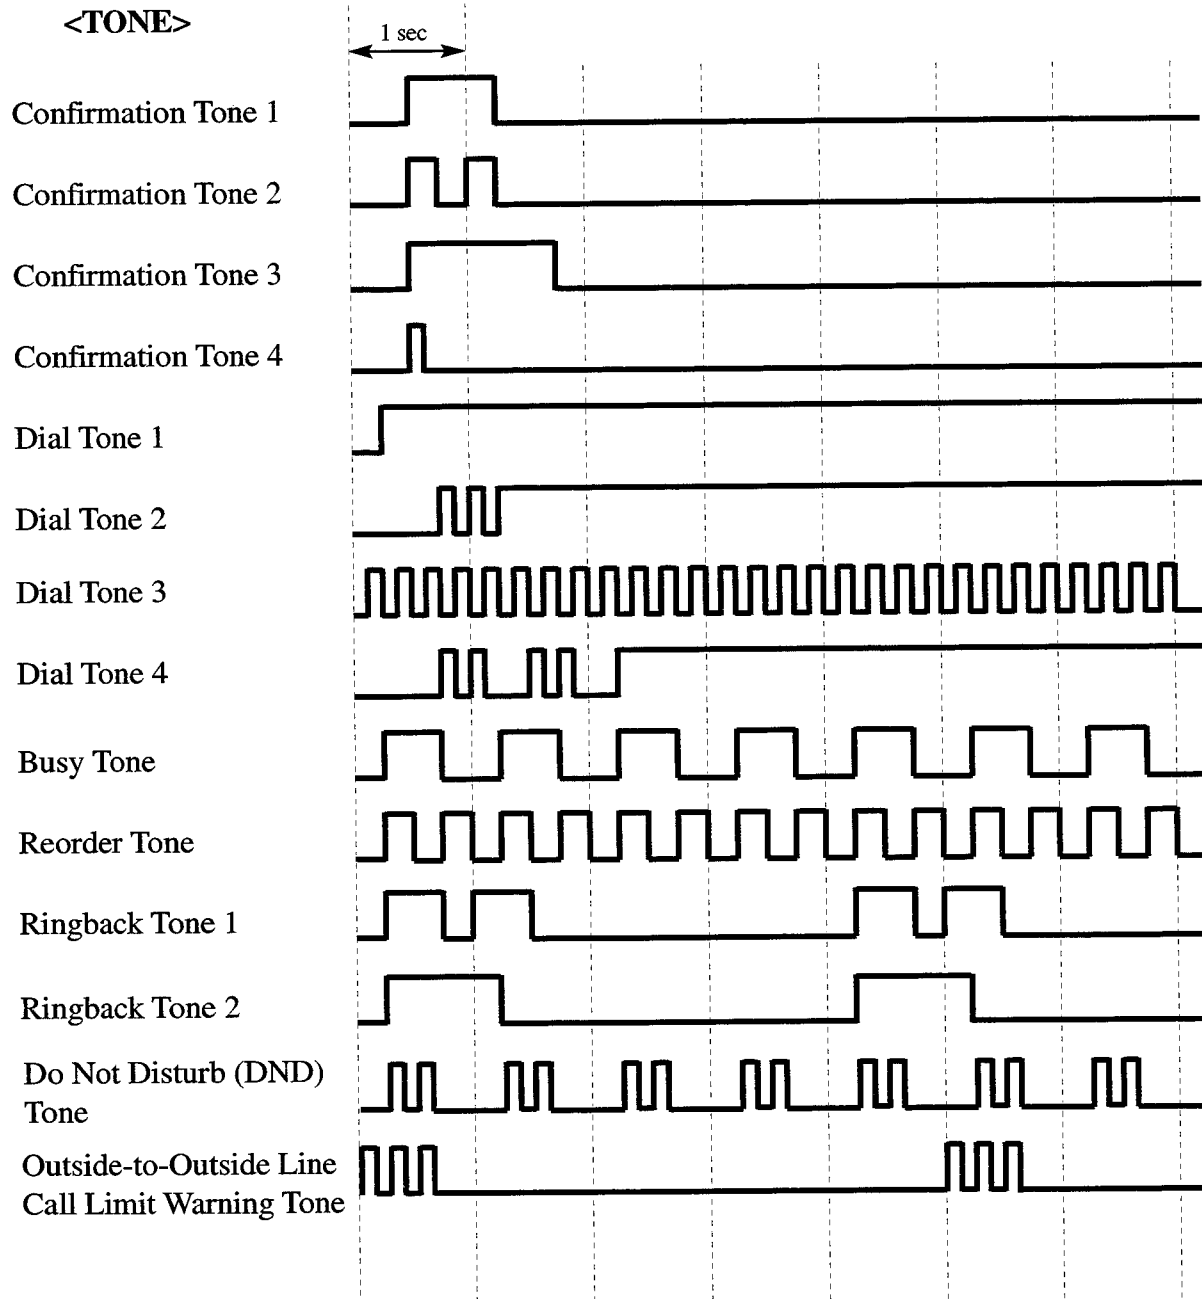 <TONE>
1 sec
Confirmation Tone 1
Confirmation Tone 2
Confirmation Tone 3
Confirmation Tone 4
Dial Tone 1
Dial Tone 2
Dial Tone 3
Dial Tone 4
Busy Tone
Reorder Tone
Ringback Tone 1
Ringback Tone 2
Do Not Disturb (DND)
Tone
Outside-to-Outside Line
Call Limit Warning Tone